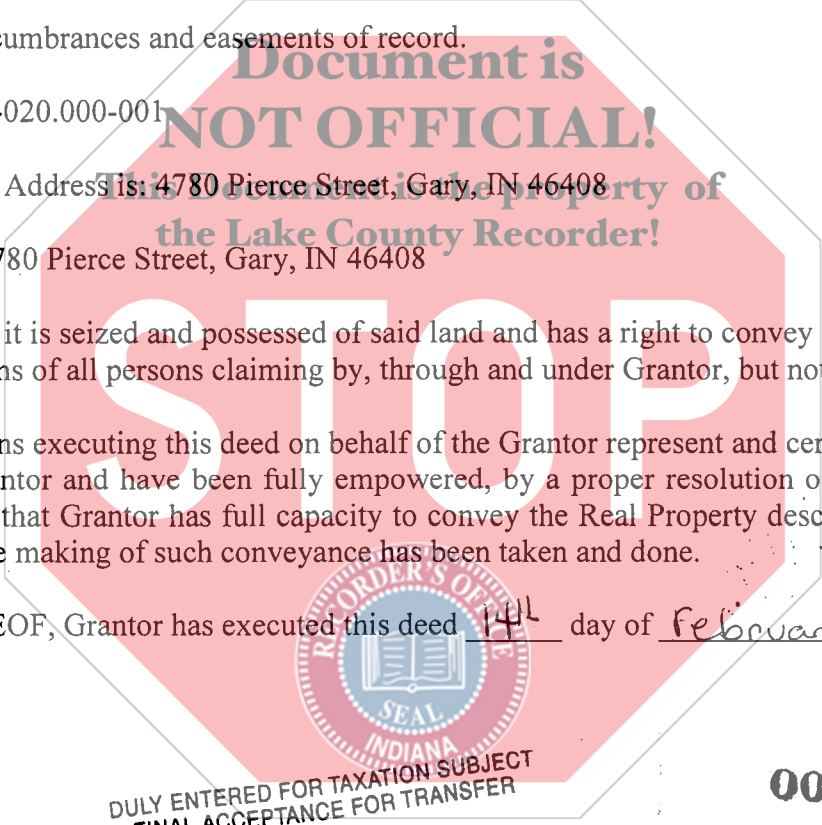 cumbrances and easements of record.
Document is
-020.000-001
NOT OFFICIAL!
Address is: 4780 Pierce Street, Gary, IN 46408
This Document is the property of
the Lake County Recorder!
780 Pierce Street, Gary, IN 46408
STOP
it is seized and possessed of said land and has a right to convey
ns of all persons claiming by, through and under Grantor, but not
ns executing this deed on behalf of the Grantor represent and cer
ntor and have been fully empowered, by a proper resolution o
that Grantor has full capacity to convey the Real Property desc
e making of such conveyance has been taken and done.
EOF, Grantor has executed this deed 14th day of Februar
RECORDER'S OFFICE
SEAL
INDIANA
DULY ENTERED FOR TAXATION SUBJECT
FINAL ACCEPTANCE FOR TRANSFER
00